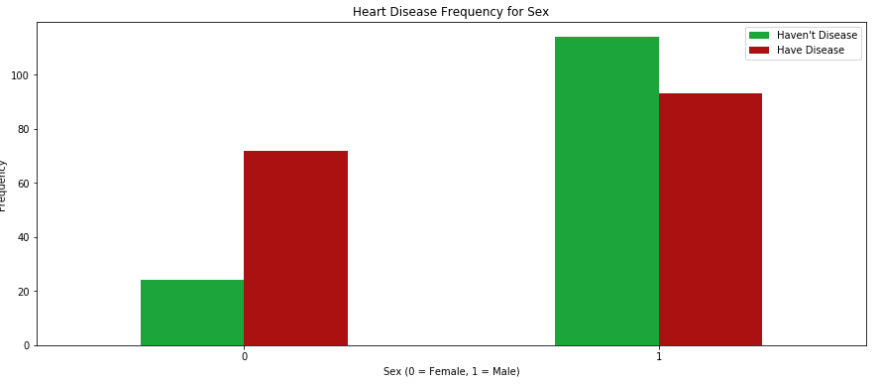 Heart Disease Frequency for Sex
Haven't Disease
Have Disease
Frequency
100
80
60
40
20
0
0
1
Sex (0 = Female, 1 = Male)